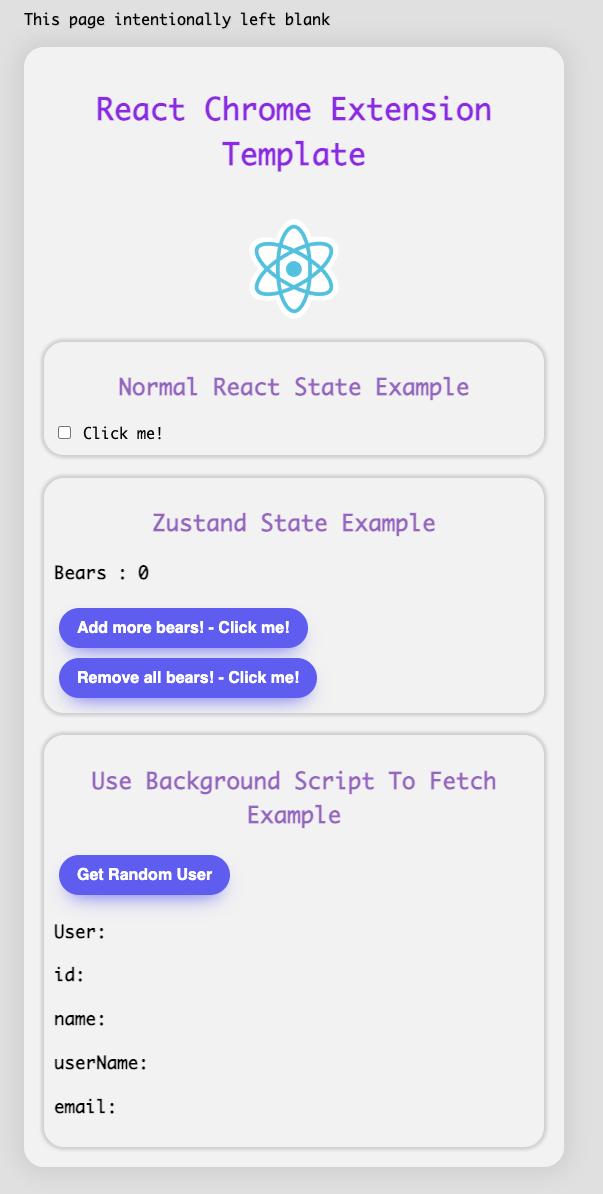 This page intentionally left blank
React Chrome Extension
Template
Normal React State Example
Click me!
Zustand State Example
Bears : 0
Add more bears! - Click me!
Remove all bears! - Click me!
Use Background Script To Fetch
Example
Get Random User
User:
id:
name:
userName:
email: